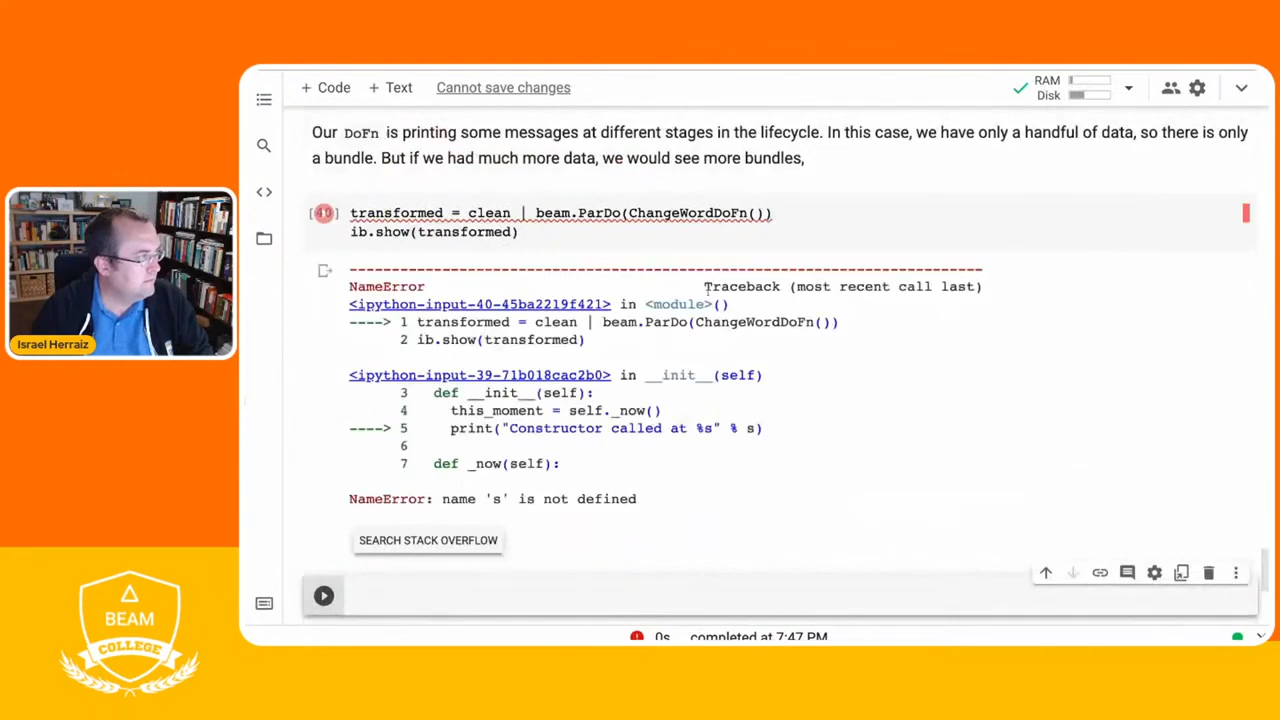 + Code + Text Cannot save changes
RAM
Disk
Our DoFn is printing some messages at different stages in the lifecycle. In this case, we have only a handful of data, so there is only
a bundle. But if we had much more data, we would see more bundles,
[40] transformed = clean | beam.ParDo(ChangeWordDoFn())
ib.show(transformed)
---------------------------------------------------------------------------
NameError Traceback (most recent call last)
<ipython-input-40-45ba2219f421> in <module>()
----> 1 transformed = clean | beam.ParDo(ChangeWordDoFn())
2 ib.show(transformed)
<ipython-input-39-71b018cac2b0> in __init__(self)
3 def __init__(self):
4 this_moment = self._now()
----> 5 print("Constructor called at %s" % s)
6
7 def _now(self):
NameError: name 's' is not defined
SEARCH STACK OVERFLOW
0s completed at 7:47 PM
Israel Herraiz
BEAM
COLLEGE